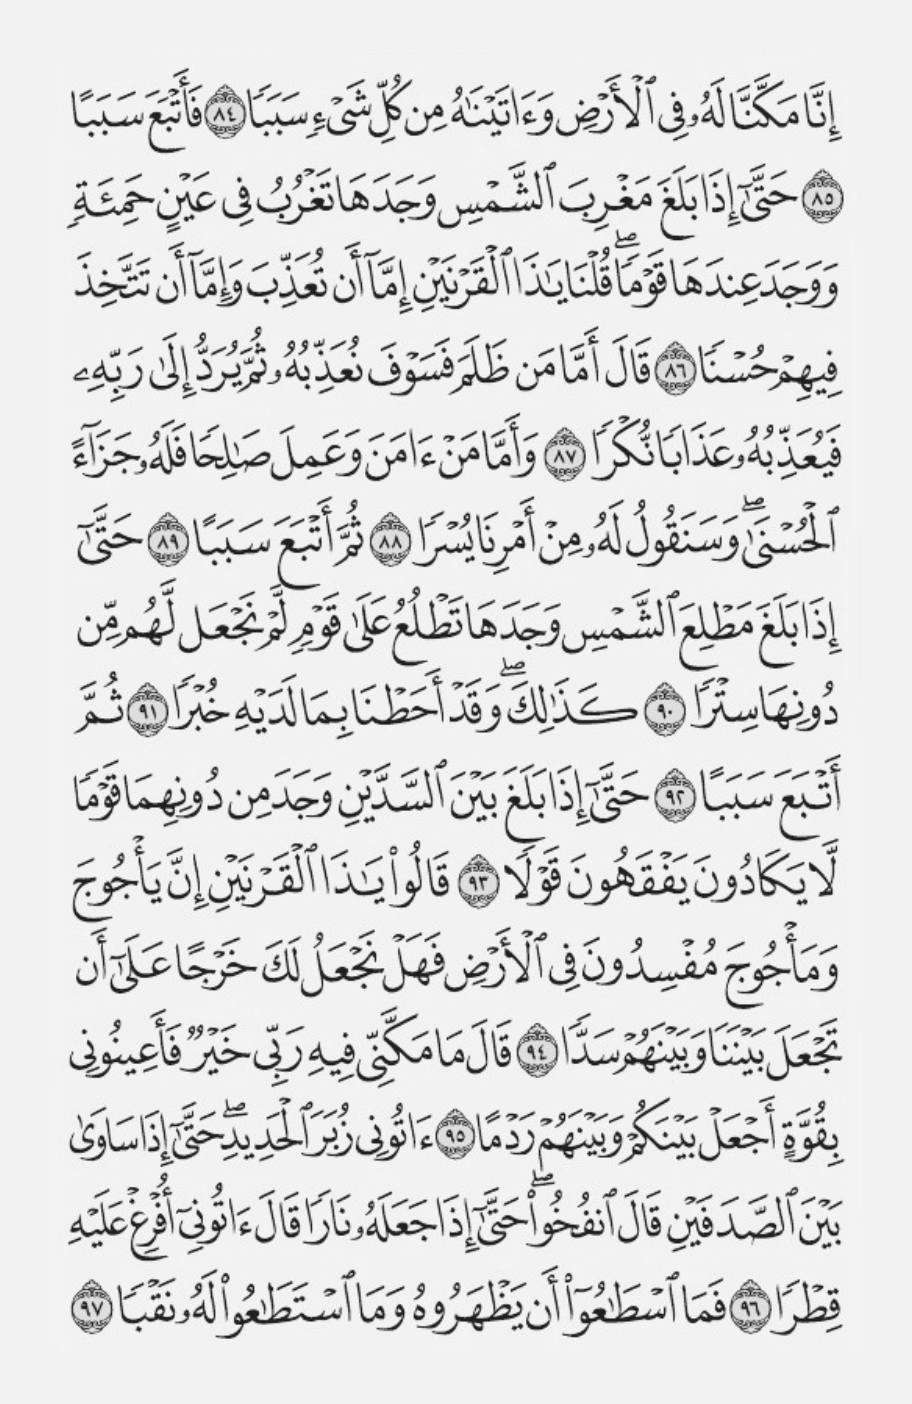 إِنَّا مَكَّنَّا لَهُۥ فِى ٱلْأَرْضِ وَءَاتَيْنَٰهُ مِن كُلِّ شَىْءٍ سَبَبًا ٨٤ فَأَتْبَعَ سَبَبًا
٨٥ حَتَّىٰٓ إِذَا بَلَغَ مَغْرِبَ ٱلشَّمْسِ وَجَدَهَا تَغْرُبُ فِى عَيْنٍ حَمِئَةٍ
وَوَجَدَ عِندَهَا قَوْمًا ۖ قُلْنَا يَٰذَا ٱلْقَرْنَيْنِ إِمَّآ أَن تُعَذِّبَ وَإِمَّآ أَن تَتَّخِذَ
فِيهِمْ حُسْنًا ٨٦ قَالَ أَمَّا مَن ظَلَمَ فَسَوْفَ نُعَذِّبُهُۥ ثُمَّ يُرَدُّ إِلَىٰ رَبِّهِۦ
فَيُعَذِّبُهُۥ عَذَابًا نُّكْرًا ٨٧ وَأَمَّا مَنْ ءَامَنَ وَعَمِلَ صَٰلِحًا فَلَهُۥ جَزَآءً
ٱلْحُسْنَىٰ ۖ وَسَنَقُولُ لَهُۥ مِنْ أَمْرِنَا يُسْرًا ٨٨ ثُمَّ أَتْبَعَ سَبَبًا ٨٩ حَتَّىٰٓ
إِذَا بَلَغَ مَطْلِعَ ٱلشَّمْسِ وَجَدَهَا تَطْلُعُ عَلَىٰ قَوْمٍ لَّمْ نَجْعَل لَّهُم مِّن
دُونِهَا سِتْرًا ٩٠ كَذَٰلِكَ ۖ وَقَدْ أَحَطْنَا بِمَا لَدَيْهِ خُبْرًا ٩١ ثُمَّ
أَتْبَعَ سَبَبًا ٩٢ حَتَّىٰٓ إِذَا بَلَغَ بَيْنَ ٱلسَّدَّيْنِ وَجَدَ مِن دُونِهِمَا قَوْمًا
لَّا يَكَادُونَ يَفْقَهُونَ قَوْلًا ٩٣ قَالُوا۟ يَٰذَا ٱلْقَرْنَيْنِ إِنَّ يَأْجُوجَ
وَمَأْجُوجَ مُفْسِدُونَ فِى ٱلْأَرْضِ فَهَلْ نَجْعَلُ لَكَ خَرْجًا عَلَىٰٓ أَن
تَجْعَلَ بَيْنَنَا وَبَيْنَهُمْ سَدًّا ٩٤ قَالَ مَا مَكَّنِّى فِيهِ رَبِّى خَيْرٌ فَأَعِينُونِى
بِقُوَّةٍ أَجْعَلْ بَيْنَكُمْ وَبَيْنَهُمْ رَدْمًا ٩٥ ءَاتُونِى زُبَرَ ٱلْحَدِيدِ ۖ حَتَّىٰٓ إِذَا سَاوَىٰ
بَيْنَ ٱلصَّدَفَيْنِ قَالَ ٱنفُخُوا۟ ۖ حَتَّىٰٓ إِذَا جَعَلَهُۥ نَارًا قَالَ ءَاتُونِىٓ أُفْرِغْ عَلَيْهِ
قِطْرًا ٩٦ فَمَا ٱسْطَٰعُوٓا۟ أَن يَظْهَرُوهُ وَمَا ٱسْتَطَٰعُوا۟ لَهُۥ نَقْبًا ٩٧